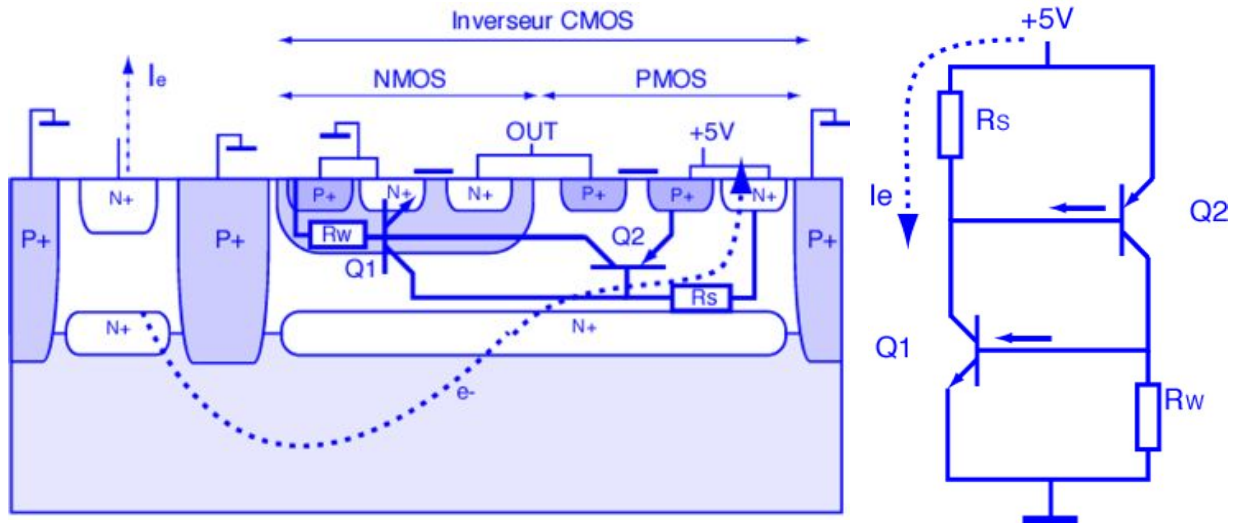 Inverseur CMOS
Ie
NMOS
PMOS
OUT
+5V
N+
P+
N+
N+
P+
P+
N+
P+
P+
P+
Rw
Q1
Q2
Rs
N+
N+
e-
+5V
Rs
Ie
Q2
Q1
Rw